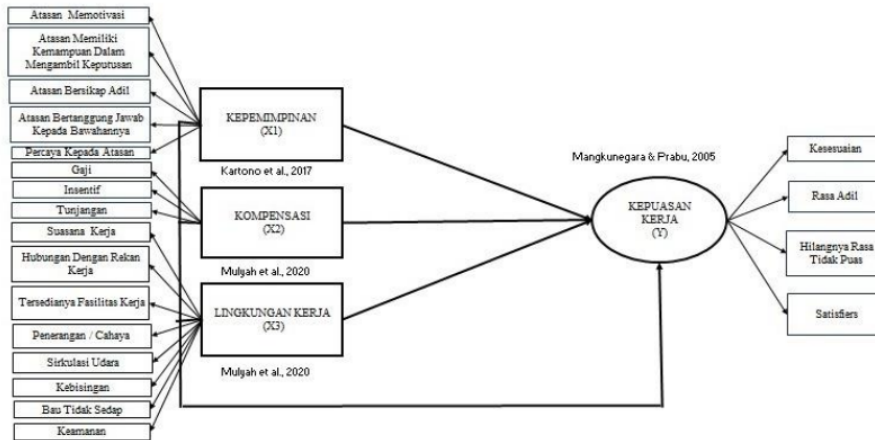 Atasan Memotivasi
Atasan Memiliki
Kemampuan Dalam
Mengambil Keputusan
Atasan Bersikap Adil
Atasan Bertanggung Jawab
Kepada Bawahannya
Percaya Kepada Atasan
Gaji
Insentif
Tunjangan
Suasana Kerja
Hubungan Dengan Rekan
Kerja
Tersedianya Fasilitas Kerja
Penerangan / Cahaya
Sirkulasi Udara
Kebisingan
Bau Tidak Sedap
Keamanan
KEPEMIMPINAN
(X1)
Kartono et al., 2017
KOMPENSASI
(X2)
Mulyah et al., 2020
LINGKUNGAN KERJA
(X3)
Mulyah et al., 2020
Mangkunegara & Prabu, 2005
KEPUASAN
KERJA
(Y)
Kesesuaian
Rasa Adil
Hilangnya Rasa
Tidak Puas
Satisfiers